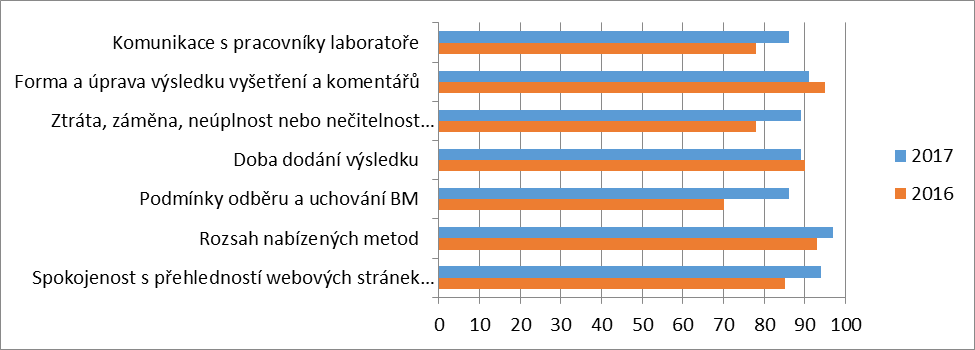 Komunikace s pracovníky laboratoře
Forma a úprava výsledku vyšetření a komentářů
Ztráta, záměna, neúplnost nebo nečitelnost...
Doba dodání výsledku
Podmínky odběru a uchování BM
Rozsah nabízených metod
Spokojenost s přehledností webových stránek...
0 10 20 30 40 50 60 70 80 90 100
2017
2016